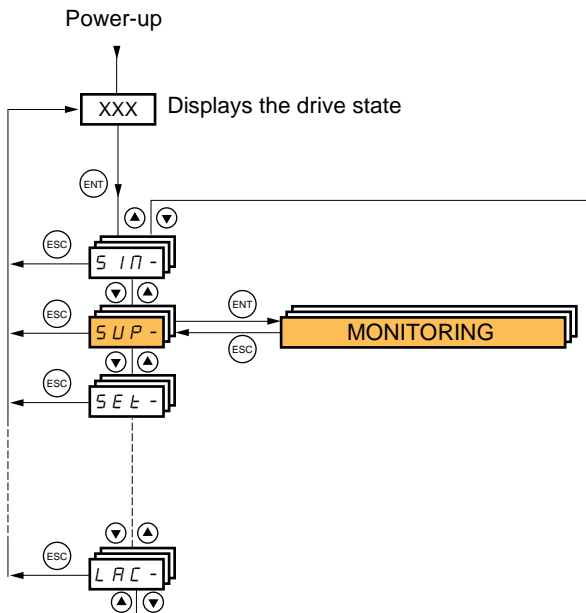 Power-up
XXX Displays the drive state
ENT
ESC
SIM-
ENT
ESC
SUP-
MONITORING
ESC
ESC
SEt-
ESC
LAC-